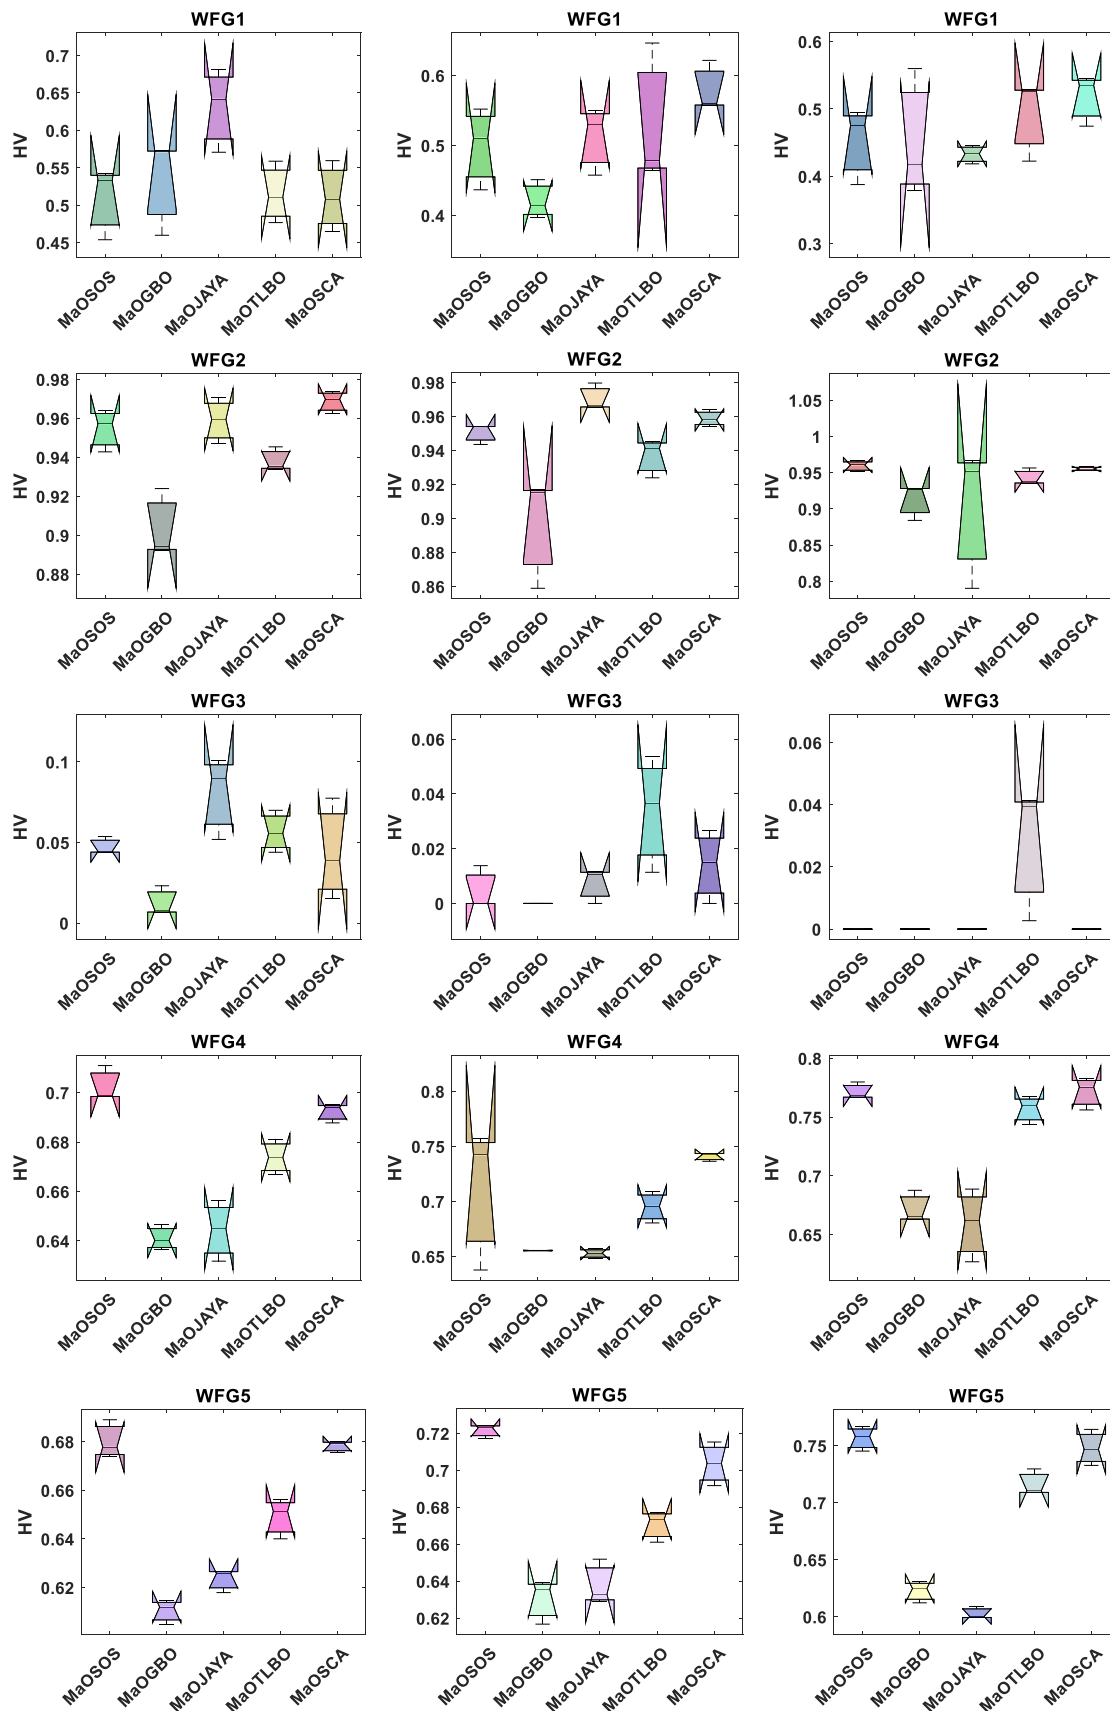 WFG1
HV
0.7
0.65
0.6
0.55
0.5
0.45
MaOSOS
MaOGBO
MaOJAYA
MaOTLBO
MaOSCA
WFG1
HV
0.6
0.5
0.4
MaOSOS
MaOGBO
MaOJAYA
MaOTLBO
MaOSCA
WFG1
HV
0.6
0.5
0.4
0.3
MaOSOS
MaOGBO
MaOJAYA
MaOTLBO
MaOSCA
WFG2
HV
0.98
0.96
0.94
0.92
0.9
0.88
MaOSOS
MaOGBO
MaOJAYA
MaOTLBO
MaOSCA
WFG2
HV
0.98
0.96
0.94
0.92
0.9
0.88
0.86
MaOSOS
MaOGBO
MaOJAYA
MaOTLBO
MaOSCA
WFG2
HV
1.05
1
0.95
0.9
0.85
0.8
MaOSOS
MaOGBO
MaOJAYA
MaOTLBO
MaOSCA
WFG3
HV
0.1
0.05
0
MaOSOS
MaOGBO
MaOJAYA
MaOTLBO
MaOSCA
WFG3
HV
0.06
0.04
0.02
0
MaOSOS
MaOGBO
MaOJAYA
MaOTLBO
MaOSCA
WFG3
HV
0.06
0.04
0.02
0
MaOSOS
MaOGBO
MaOJAYA
MaOTLBO
MaOSCA
WFG4
HV
0.7
0.68
0.66
0.64
MaOSOS
MaOGBO
MaOJAYA
MaOTLBO
MaOSCA
WFG4
HV
0.8
0.75
0.7
0.65
MaOSOS
MaOGBO
MaOJAYA
MaOTLBO
MaOSCA
WFG4
HV
0.8
0.75
0.7
0.65
MaOSOS
MaOGBO
MaOJAYA
MaOTLBO
MaOSCA
WFG5
HV
0.68
0.66
0.64
0.62
MaOSOS
MaOGBO
MaOJAYA
MaOTLBO
MaOSCA
WFG5
HV
0.72
0.7
0.68
0.66
0.64
0.62
MaOSOS
MaOGBO
MaOJAYA
MaOTLBO
MaOSCA
WFG5
HV
0.75
0.7
0.65
0.6
MaOSOS
MaOGBO
MaOJAYA
MaOTLBO
MaOSCA